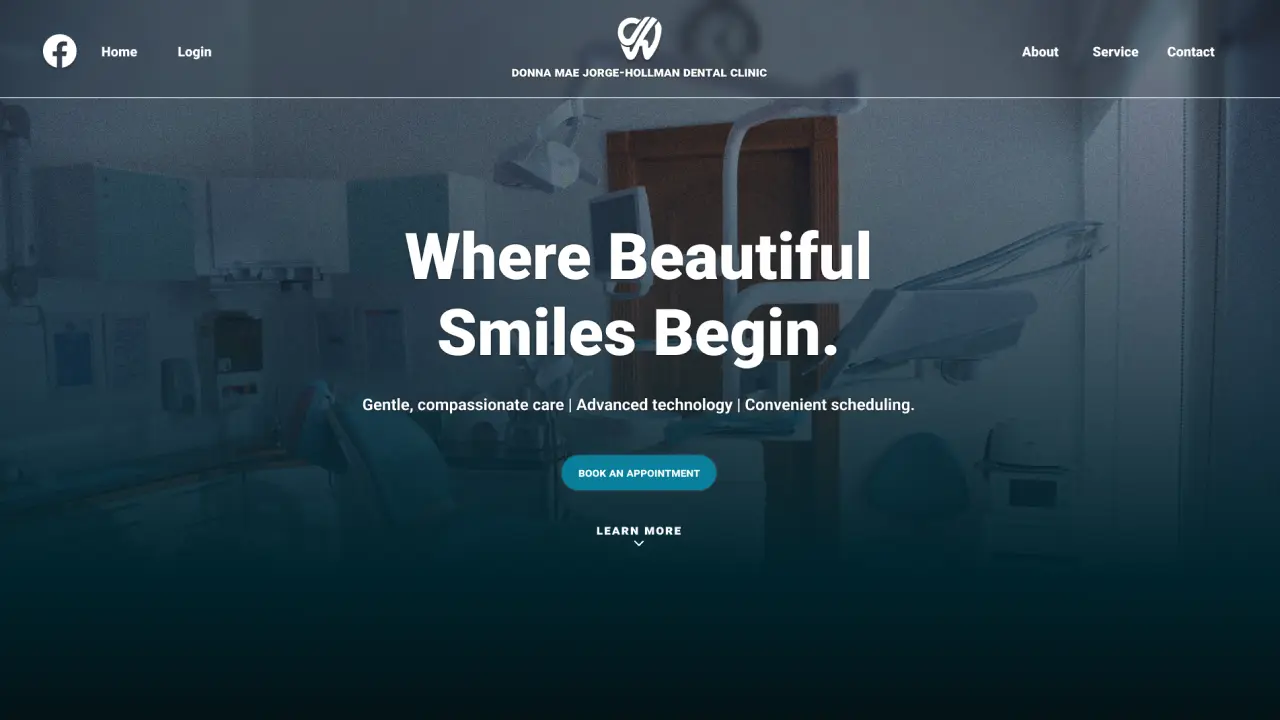 Home
Login
DONNA MAE JORGE-HOLLMAN DENTAL CLINIC
About
Service
Contact
Where Beautiful
Smiles Begin.
Gentle, compassionate care | Advanced technology | Convenient scheduling.
BOOK AN APPOINTMENT
LEARN MORE